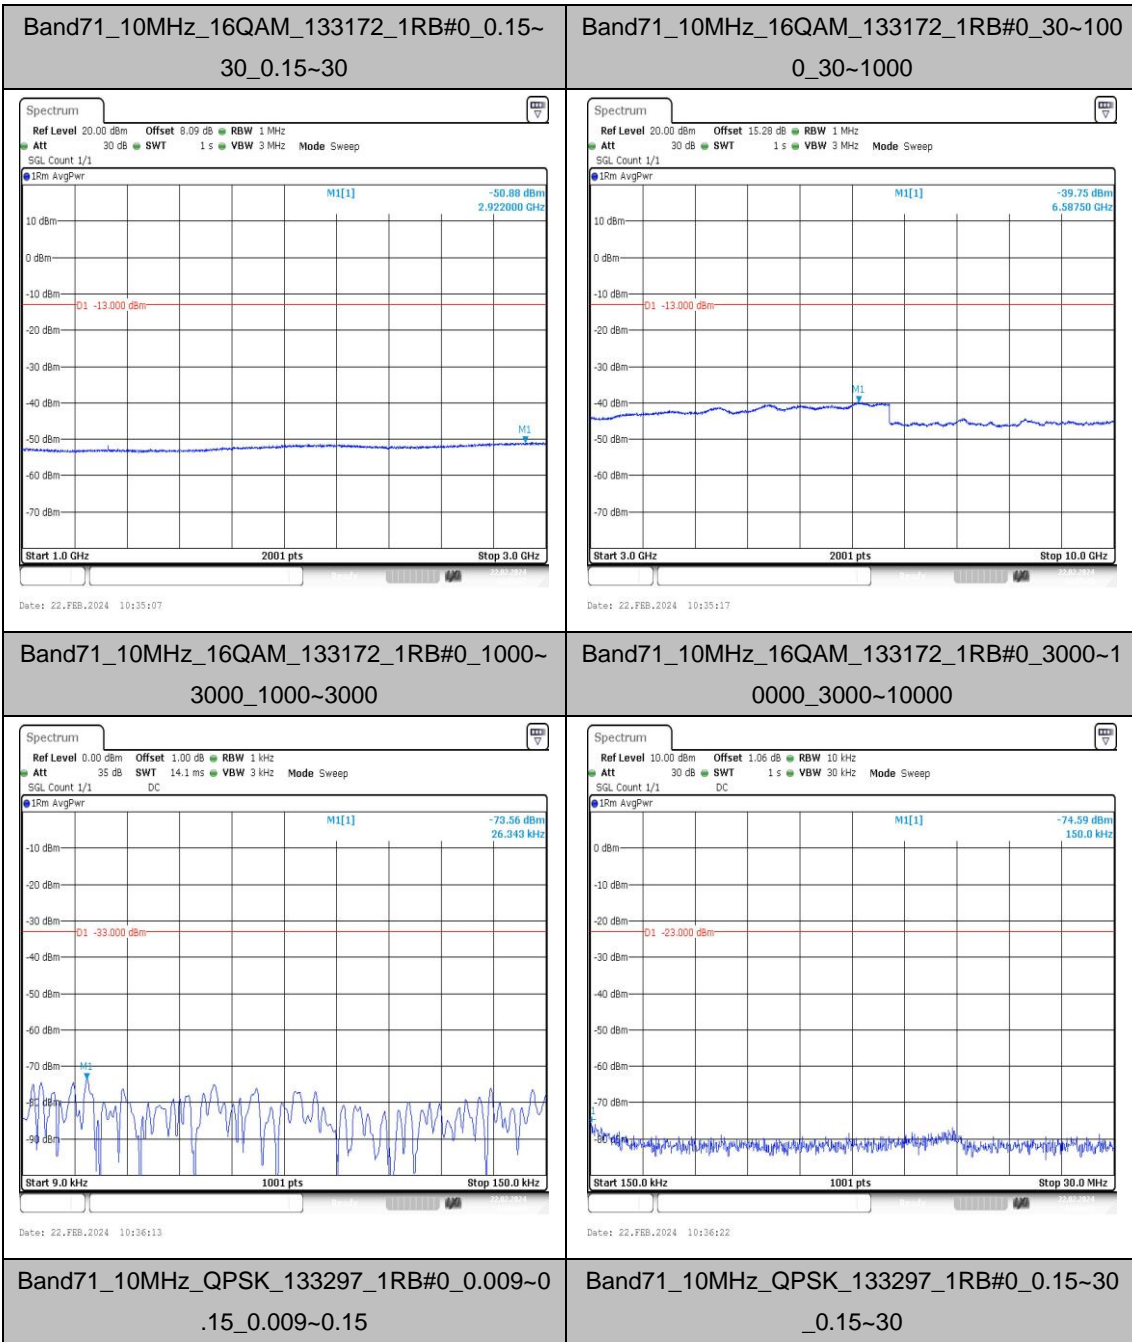 Band71_10MHz_16QAM_133172_1RB#0_0.15~
30_0.15~30
Band71_10MHz_16QAM_133172_1RB#0_30~100
0_30~1000
Spectrum
Ref Level 20.00 dBm Offset 8.09 dB RBW 1 MHz
Att 30 dB SWT 1 s VBW 3 MHz Mode Sweep
SGL Count 1/1
1Rm AvgPwr
M1[1] -50.88 dBm
2.922000 GHz
10 dBm
0 dBm
-10 dBm
D1 -13.000 dBm
-20 dBm
-30 dBm
-40 dBm
M1
-50 dBm
-60 dBm
-70 dBm
Start 1.0 GHz 2001 pts Stop 3.0 GHz
Date: 22.FEB.2024 10:35:07
Spectrum
Ref Level 20.00 dBm Offset 15.28 dB RBW 1 MHz
Att 30 dB SWT 1 s VBW 3 MHz Mode Sweep
SGL Count 1/1
1Rm AvgPwr
M1[1] -39.75 dBm
6.58750 GHz
10 dBm
0 dBm
-10 dBm
D1 -13.000 dBm
-20 dBm
-30 dBm
M1
-40 dBm
-50 dBm
-60 dBm
-70 dBm
Start 3.0 GHz 2001 pts Stop 10.0 GHz
Date: 22.FEB.2024 10:35:17
Band71_10MHz_16QAM_133172_1RB#0_1000~
3000_1000~3000
Band71_10MHz_16QAM_133172_1RB#0_3000~1
0000_3000~10000
Spectrum
Ref Level 0.00 dBm Offset 1.00 dB RBW 1 kHz
Att 35 dB SWT 14.1 ms VBW 3 kHz Mode Sweep
SGL Count 1/1 DC
1Rm AvgPwr
M1[1] -73.56 dBm
26.343 kHz
-10 dBm
-20 dBm
-30 dBm
D1 -33.000 dBm
-40 dBm
-50 dBm
-60 dBm
-70 dBm
M1
-80 dBm
-90 dBm
Start 9.0 kHz 1001 pts Stop 150.0 kHz
Date: 22.FEB.2024 10:36:13
Spectrum
Ref Level 10.00 dBm Offset 1.06 dB RBW 10 kHz
Att 30 dB SWT 1 s VBW 30 kHz Mode Sweep
SGL Count 1/1 DC
1Rm AvgPwr
M1[1] -74.59 dBm
150.0 kHz
0 dBm
-10 dBm
-20 dBm
D1 -23.000 dBm
-30 dBm
-40 dBm
-50 dBm
-60 dBm
-70 dBm
-80 dBm
Start 150.0 kHz 1001 pts Stop 30.0 MHz
Date: 22.FEB.2024 10:36:22
Band71_10MHz_QPSK_133297_1RB#0_0.009~0
.15_0.009~0.15
Band71_10MHz_QPSK_133297_1RB#0_0.15~30
_0.15~30